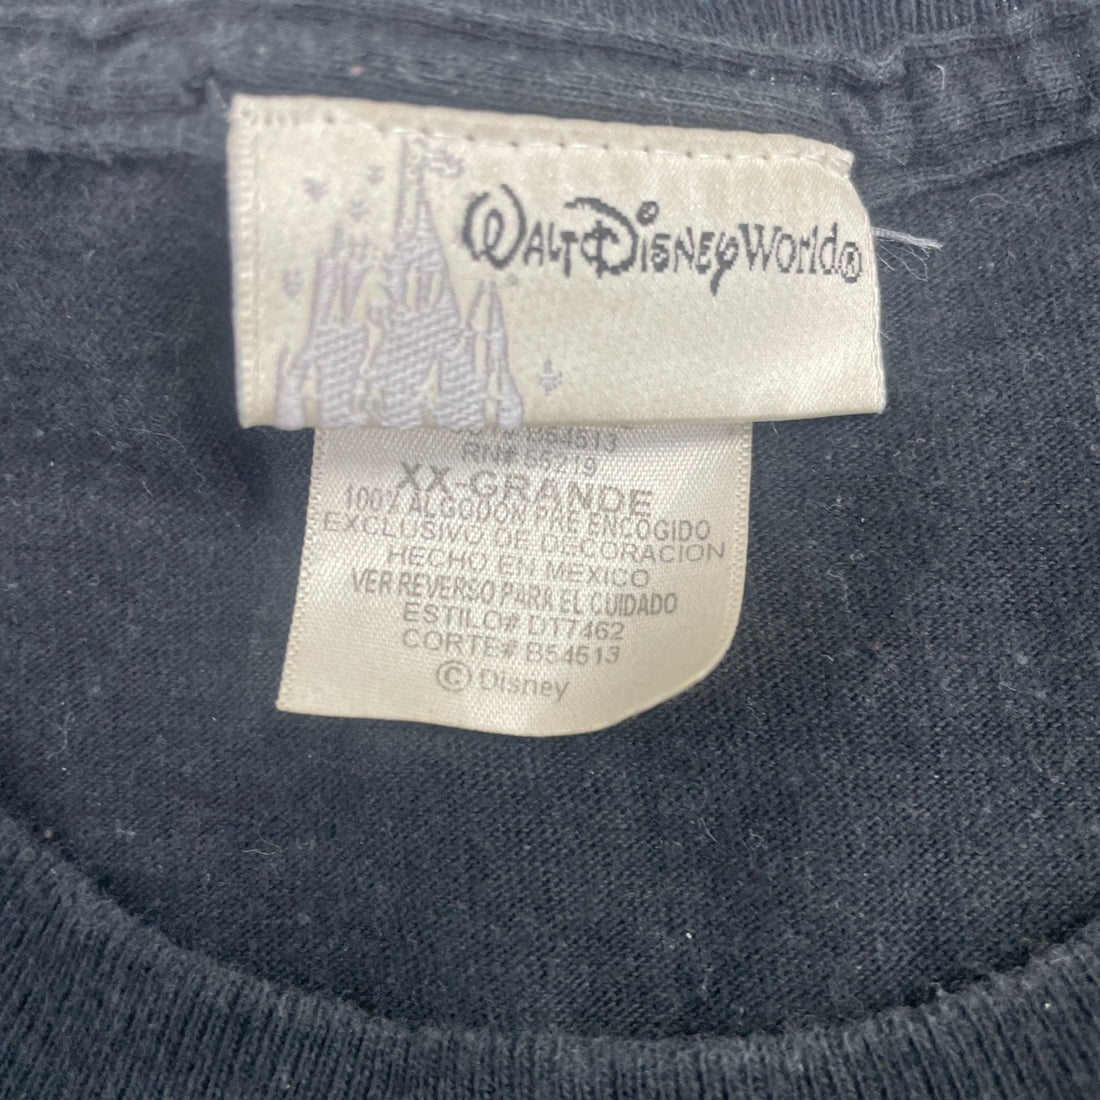 WALT DISNEY World®
B54513
RN# 55219
XX-GRANDE
100% ALGODON PRE ENCOGIDO
EXCLUSIVO DE DECORACION
HECHO EN MEXICO
VER REVERSO PARA EL CUIDADO
ESTILO# DT7462
CORTE# B54513
© Disney